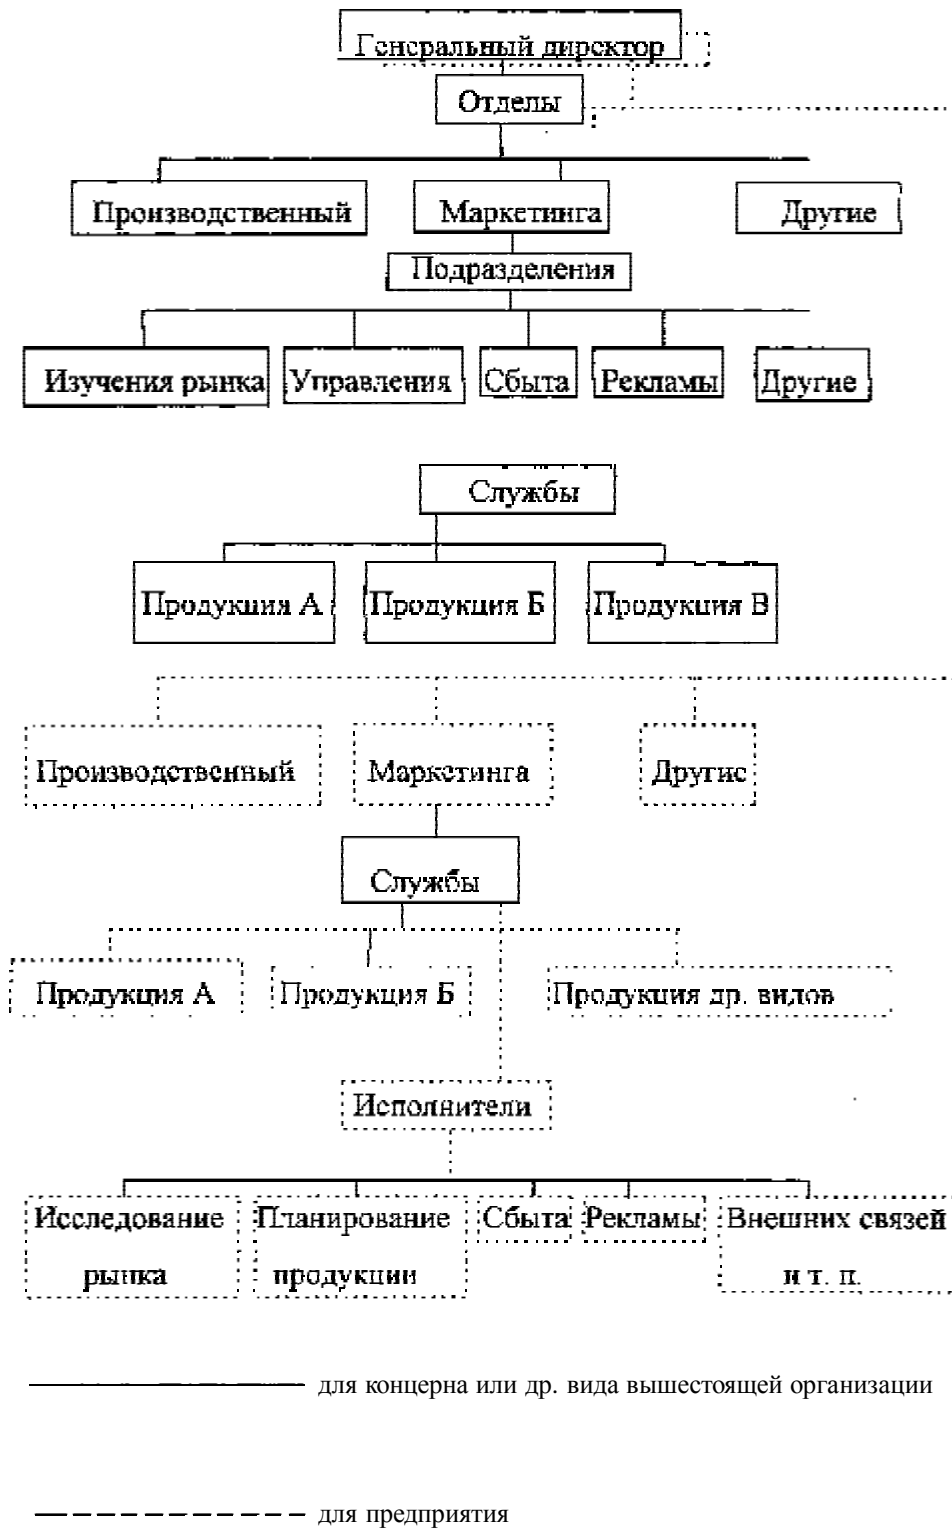 Генеральный директор
Отделы
Производственный Маркетинга Другие
Подразделения
Изучения рынка Управления Сбыта Рекламы Другие
Службы
Продукция А Продукция Б Продукция В
Производственный Маркетинга Другие
Службы
Продукция А Продукция Б Продукция др. видов
Исполнители
Исследование Планирование Сбыта Рекламы Внешних связей
рынка продукции и т. п.
для концерна или др. вида вышестоящей организации
для предприятия